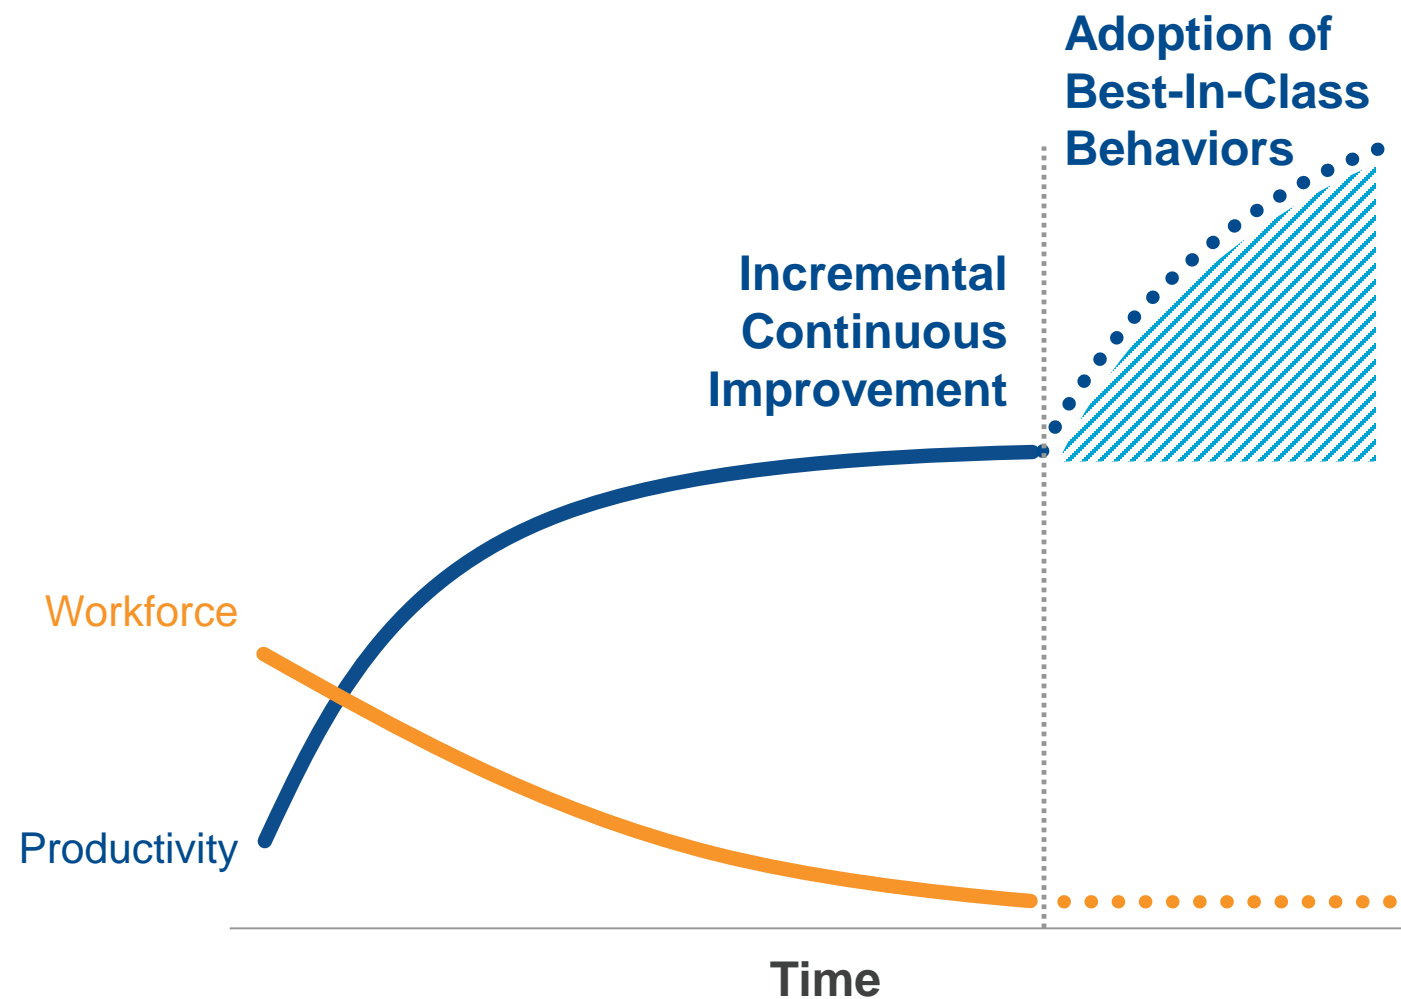 Adoption of
Best-In-Class
Behaviors
Incremental
Continuous
Improvement
Workforce
Productivity
Time